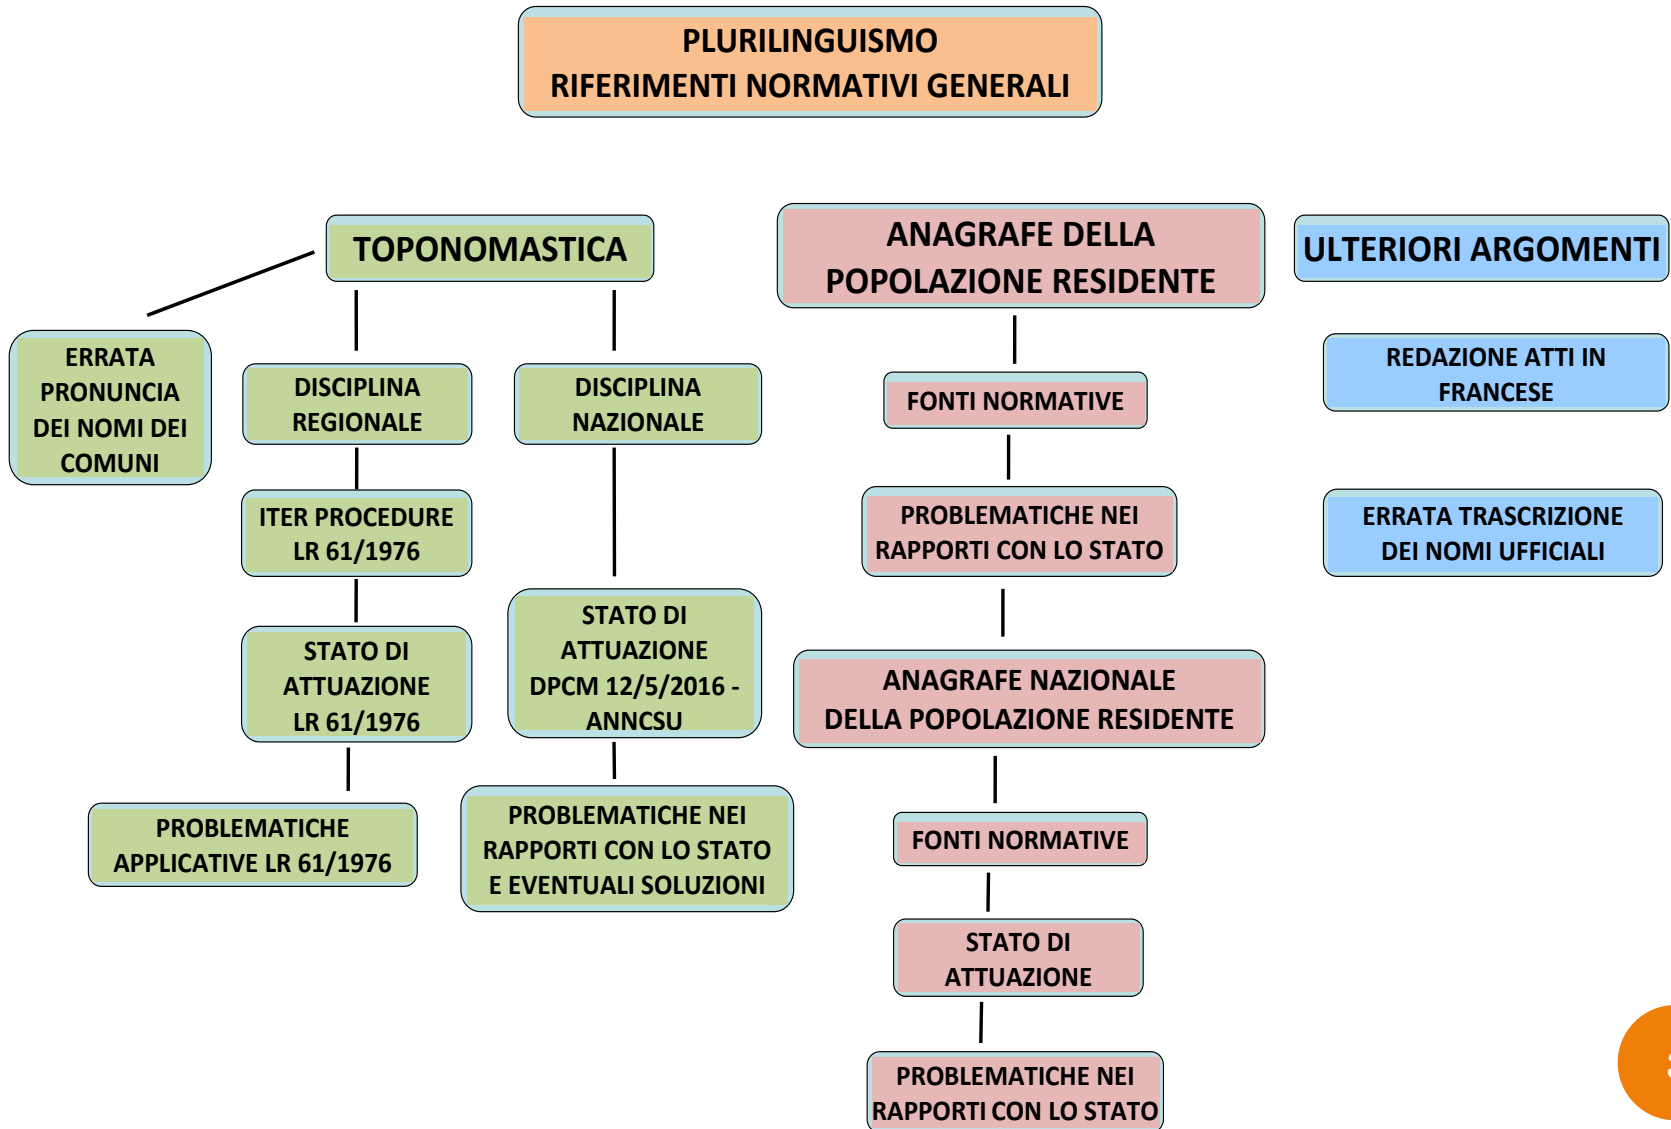 PLURILINGUISMO
RIFERIMENTI NORMATIVI GENERALI
TOPONOMASTICA
ERRATA
PRONUNCIA
DEI NOMI DEI
COMUNI
DISCIPLINA
REGIONALE
ITER PROCEDURE
LR 61/1976
STATO DI
ATTUAZIONE
LR 61/1976
PROBLEMATICHE
APPLICATIVE LR 61/1976
DISCIPLINA
NAZIONALE
STATO DI
ATTUAZIONE
DPCM 12/5/2016 -
ANNCSU
PROBLEMATICHE NEI
RAPPORTI CON LO STATO
E EVENTUALI SOLUZIONI
ANAGRAFE DELLA
POPOLAZIONE RESIDENTE
FONTI NORMATIVE
PROBLEMATICHE NEI
RAPPORTI CON LO STATO
ANAGRAFE NAZIONALE
DELLA POPOLAZIONE RESIDENTE
FONTI NORMATIVE
STATO DI
ATTUAZIONE
PROBLEMATICHE NEI
RAPPORTI CON LO STATO
ULTERIORI ARGOMENTI
REDAZIONE ATTI IN
FRANCESE
ERRATA TRASCRIZIONE
DEI NOMI UFFICIALI